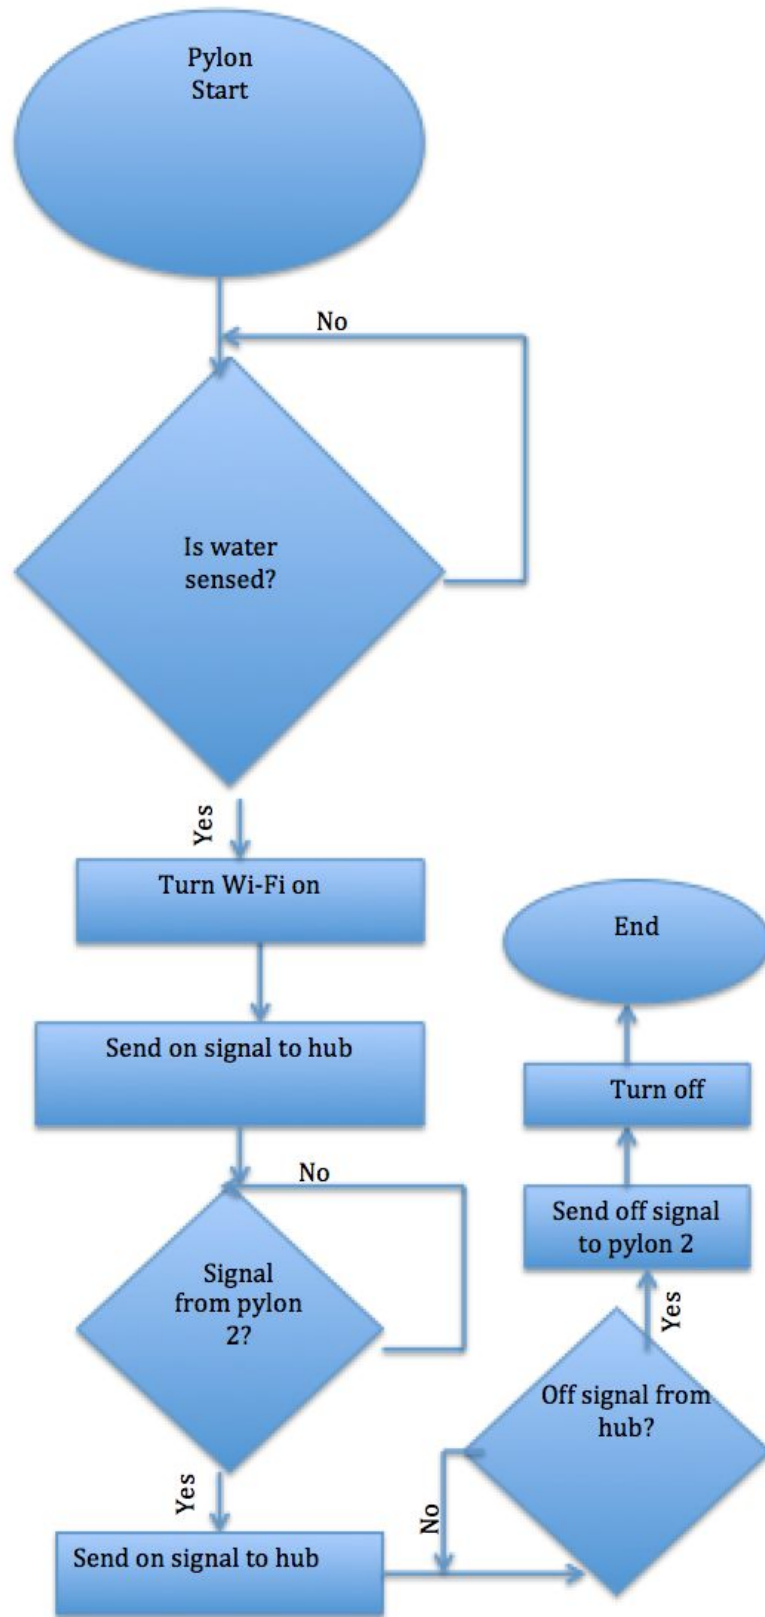 Pylon
Start
No
Is water
sensed?
Yes
Turn Wi-Fi on
Send on signal to hub
No
Signal
from pylon
2?
Yes
Send on signal to hub
No
Off signal from
hub?
Yes
Send off signal
to pylon 2
Turn off
End